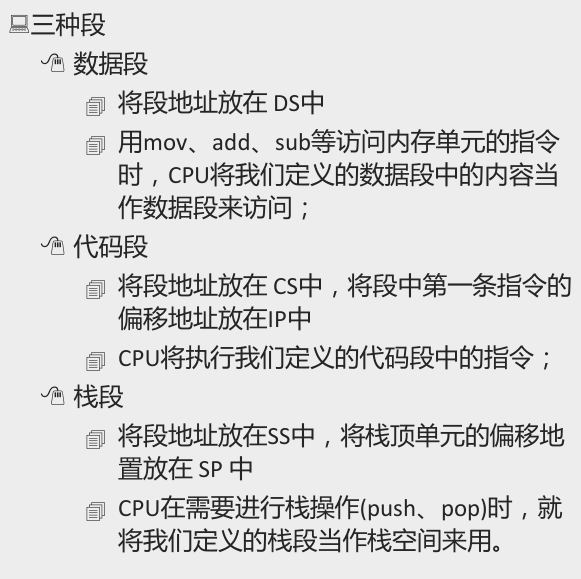 三种段
数据段
将段地址放在 DS中
用mov、add、sub等访问内存单元的指令
时，CPU将我们定义的数据段中的内容当
作数据段来访问；
代码段
将段地址放在 CS中，将段中第一条指令的
偏移地址放在IP中
CPU将执行我们定义的代码段中的指令；
栈段
将段地址放在SS中，将栈顶单元的偏移地
置放在 SP 中
CPU在需要进行栈操作(push、pop)时，就
将我们定义的栈段当作栈空间来用。